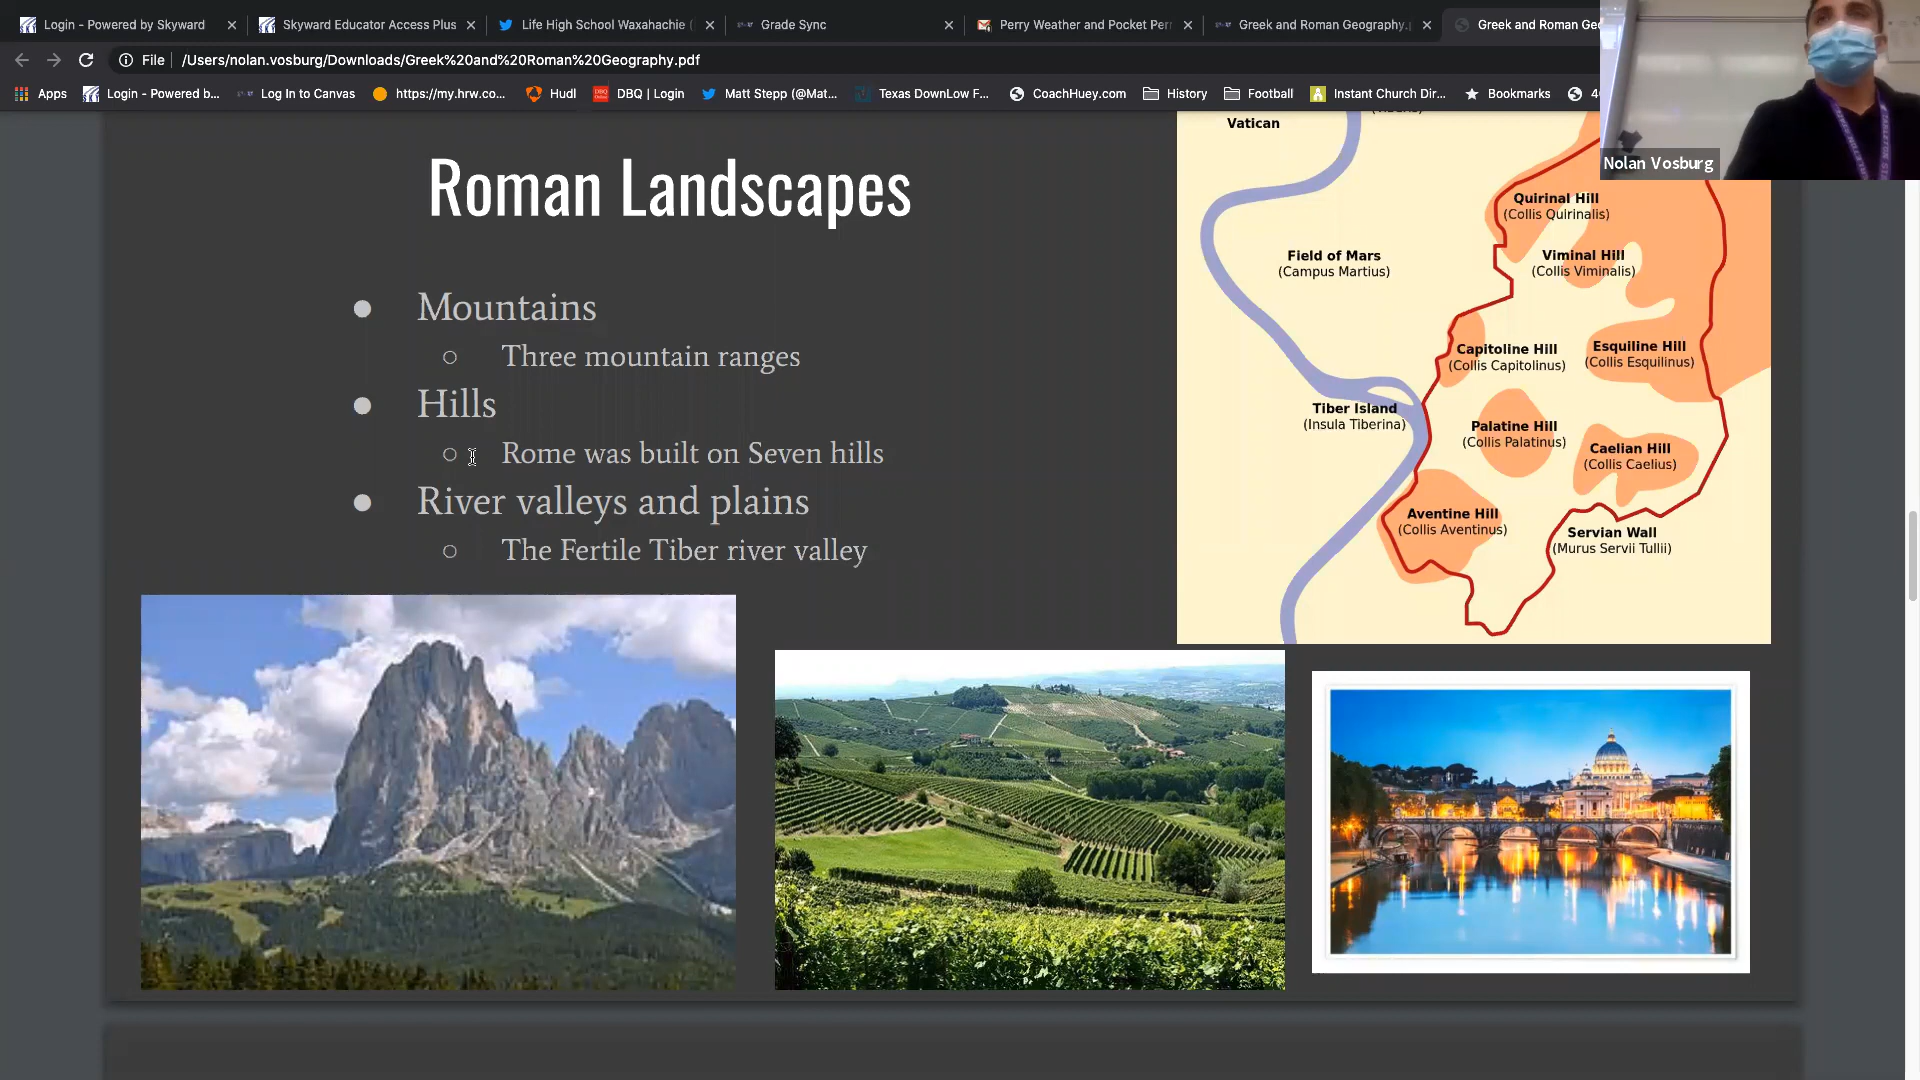 Login - Powered by Skyward
Skyward Educator Access Plus
Life High School Waxahachie (
Grade Sync
Perry Weather and Pocket Perr
Greek and Roman Geography.
Greek and Roman Ge
File
/Users/nolan.vosburg/Downloads/Greek%20and%20Roman%20Geography.pdf
Apps
Login - Powered b...
Log In to Canvas
https://my.hrw.co...
Hudl
DBQ | Login
Matt Stepp (@Mat...
Texas DownLow F...
CoachHuey.com
History
Football
Instant Church Dir...
Bookmarks
Nolan Vosburg
Roman Landscapes
● Mountains
○ Three mountain ranges
● Hills
○ Rome was built on Seven hills
● River valleys and plains
○ The Fertile Tiber river valley
Vatican
Quirinal Hill
(Collis Quirinalis)
Field of Mars
(Campus Martius)
Viminal Hill
(Collis Viminalis)
Capitoline Hill
(Collis Capitolinus)
Esquiline Hill
(Collis Esquilinus)
Tiber Island
(Insula Tiberina)
Palatine Hill
(Collis Palatinus)
Caelian Hill
(Collis Caelius)
Aventine Hill
(Collis Aventinus)
Servian Wall
(Murus Servii Tullii)